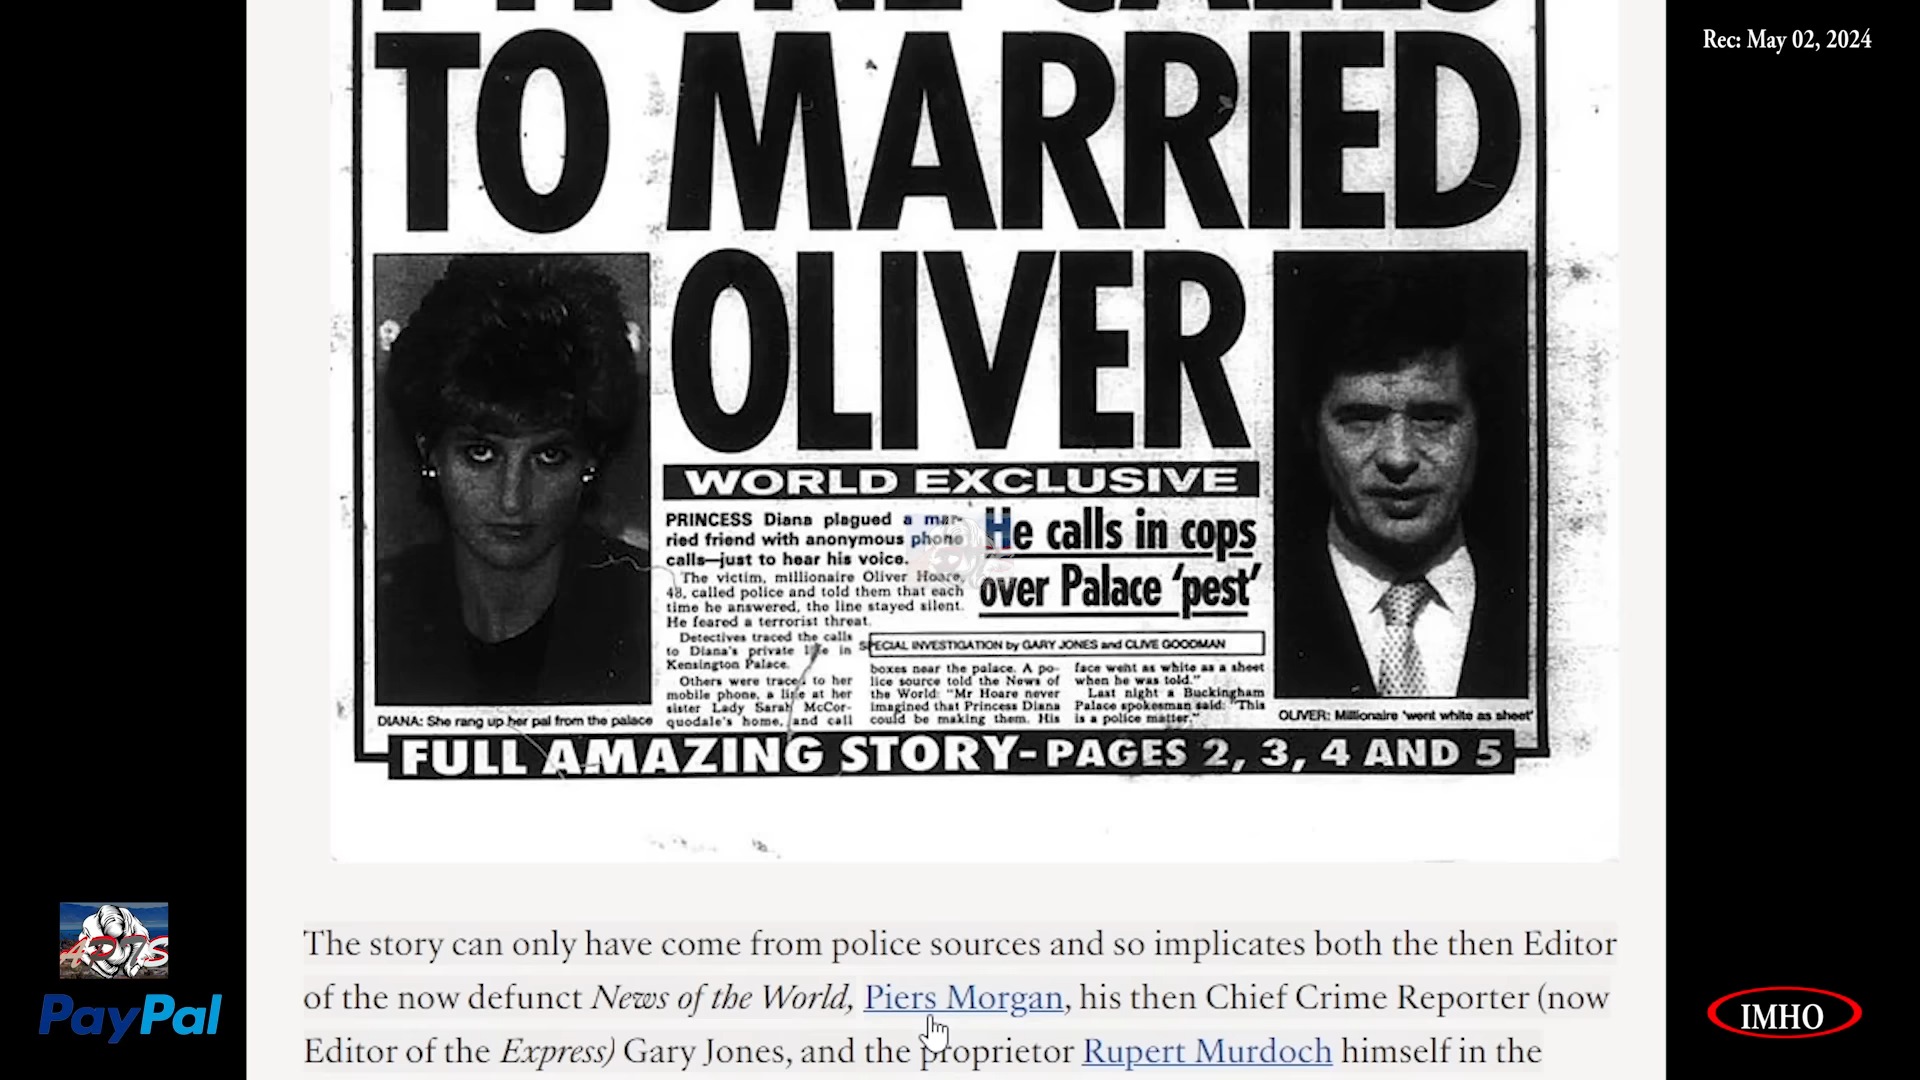 PHONE CALLS
TO MARRIED
OLIVER
WORLD EXCLUSIVE
PRINCESS Diana plagued a mar-
ried friend with anonymous phone
calls—just to hear his voice.
The victim, millionaire Oliver Hoare,
48, called police and told them that each
time he answered, the line stayed silent.
He feared a terrorist threat.
Detectives traced the calls
to Diana's private line in
Kensington Palace.
Others were traced to her
mobile phone, a line at her
sister Lady Sarah McCor-
quodale's home, and call
He calls in cops
over Palace 'pest'
SPECIAL INVESTIGATION by GARY JONES and CLIVE GOODMAN
boxes near the palace. A po-
lice source told the News of
the World: "Mr Hoare never
imagined that Princess Diana
could be making them. His
face went as white as a sheet
when he was told."
Last night a Buckingham
Palace spokesman said: "This
is a police matter."
DIANA: She rang up her pal from the palace
OLIVER: Millionaire 'went white as sheet'
FULL AMAZING STORY-PAGES 2, 3, 4 AND 5
The story can only have come from police sources and so implicates both the then Editor
of the now defunct News of the World, Piers Morgan, his then Chief Crime Reporter (now
Editor of the Express) Gary Jones, and the proprietor Rupert Murdoch himself in the
Rec: May 02, 2024
PayPal
IMHO